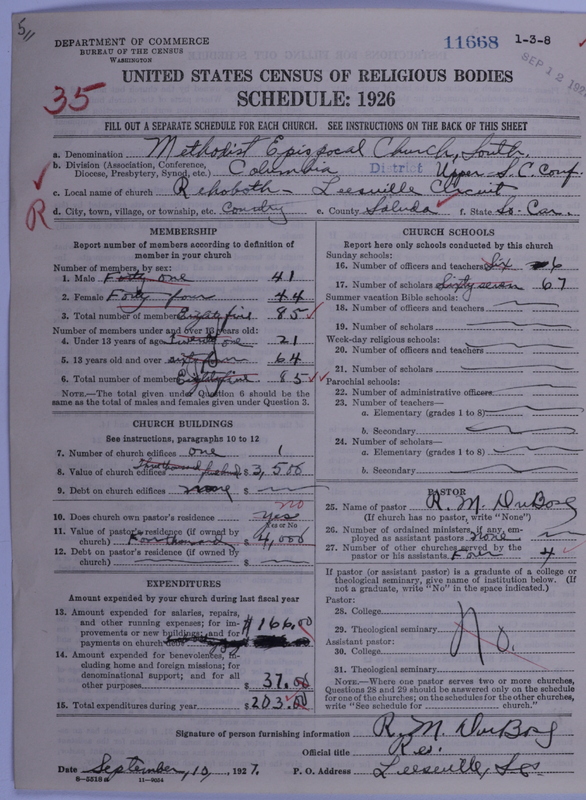 5 11
DEPARTMENT OF COMMERCE
BUREAU OF THE CENSUS
WASHINGTON
11668 1-3-8
SEP 12 192
UNITED STATES CENSUS OF RELIGIOUS BODIES
35
SCHEDULE: 1926
FILL OUT A SEPARATE SCHEDULE FOR EACH CHURCH. SEE INSTRUCTIONS ON THE BACK OF THIS SHEET
a. Denomination Methodist Episcopal Church, South
b. Division (Association, Conference, Diocese, Presbytery, Synod, etc.) Columbia District Upper S. C. Conf.
c. Local name of church Rehoboth - Leesville Circuit
R
d. City, town, village, or township, etc. Country e. County Saluda f. State So. Car.
MEMBERSHIP
Report number of members according to definition of member in your church
Number of members, by sex:
1. Male Forty one 41
2. Female Forty four 44
3. Total number of members Eighty five 85
Number of members under and over 13 years old:
4. Under 13 years of age Twenty one 21
5. 13 years old and over sixty four 64
6. Total number of members Eighty five 85
NOTE.—The total given under Question 6 should be the same as the total of males and females given under Question 3.
CHURCH BUILDINGS
See instructions, paragraphs 10 to 12
7. Number of church edifices one 1
8. Value of church edifices $ 3,500
9. Debt on church edifices none $
no
10. Does church own pastor's residence yes
Yes or No
11. Value of pastor's residence (if owned by church) Four thousand $ 4,000
12. Debt on pastor's residence (if owned by church) $
EXPENDITURES
Amount expended by your church during last fiscal year
13. Amount expended for salaries, repairs, and other running expenses; for improvements or new buildings; and for payments on church debt $166.00
14. Amount expended for benevolences, including home and foreign missions; for denominational support; and for all other purposes $ 37.00
15. Total expenditures during year $203.00
CHURCH SCHOOLS
Report here only schools conducted by this church
Sunday schools:
16. Number of officers and teachers Six 6
17. Number of scholars Sixty seven 67
Summer vacation Bible schools:
18. Number of officers and teachers
19. Number of scholars
Week-day religious schools:
20. Number of officers and teachers
21. Number of scholars
Parochial schools:
22. Number of administrative officers
23. Number of teachers—
a. Elementary (grades 1 to 8)
b. Secondary
24. Number of scholars—
a. Elementary (grades 1 to 8)
b. Secondary
PASTOR
25. Name of pastor R. M. DuBose
(If church has no pastor, write "None")
26. Number of ordained ministers, if any, employed as assistant pastors none
27. Number of other churches served by the pastor or his assistants Four 4
If pastor (or assistant pastor) is a graduate of a college or theological seminary, give name of institution below. (If not a graduate, write "No" in the space indicated.)
Pastor:
28. College
29. Theological seminary
No.
Assistant pastor:
30. College
31. Theological seminary
NOTE.—Where one pastor serves two or more churches, Questions 28 and 29 should be answered only on the schedule for one of the churches; on the schedules for the other churches, write "See schedule for church."
Signature of person furnishing information R. M. DuBose
Official title Rev.
Date September, 10, 1927. P. O. Address Leesville, S.C.
8-5518a 11-9054